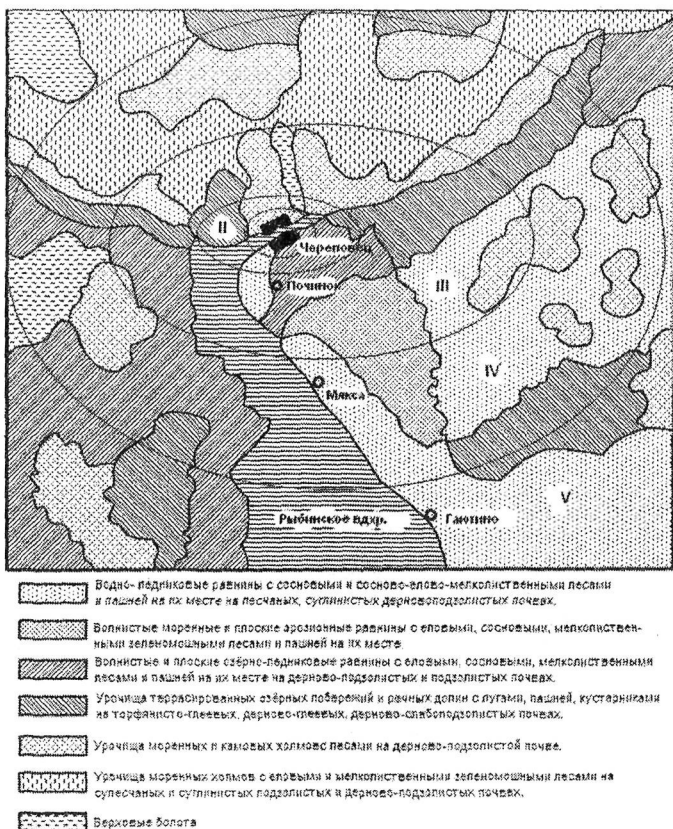 II
Череповец
Починок
III
IV
Мякса
V
Рыбинское вдхр.
Гаютино
Водно-ледниковые равнины с сосновыми и сосново-елово-мелколиственными лесами
и пашней на их месте на песчаных, суглинистых дерновоподзолистых почвах.
Волнистые моренные и плоские эрозионные равнины с еловыми, сосновыми, мелколиствен-
ными зеленомошными лесами и пашней на их месте
Волнистые и плоские озёрно-ледниковые равнины с еловыми, сосновыми, мелколиственными
лесами и пашней на их месте на дерново-подзолистых и подзолистых почвах.
Урочища террасированных озёрных побережий и речных долин с лугами, пашней, кустарниками
на торфянисто-глеевых, дерново-глеевых, дерново-слабоподзолистых почвах.
Урочища моренных и камовых холмовс лесами на дерново-подзолистой почве.
Урочища моренных холмов с еловыми и мелколиственными зеленомошными лесами на
супесчаных и суглинистых подзолистых и дерново-подзолистых почвах.
Верховые болота